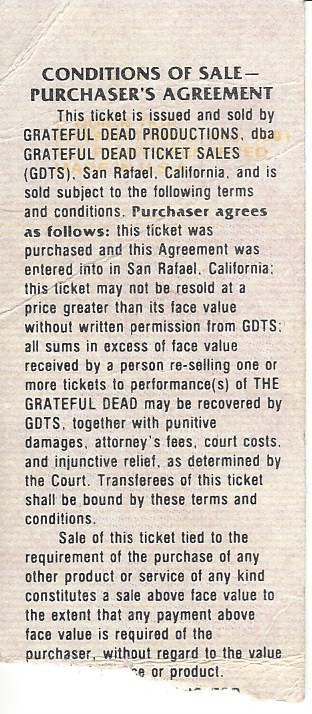 CONDITIONS OF SALE—
PURCHASER'S AGREEMENT
This ticket is issued and sold by
GRATEFUL DEAD PRODUCTIONS, dba
GRATEFUL DEAD TICKET SALES
(GDTS), San Rafael, California, and is
sold subject to the following terms
and conditions. Purchaser agrees
as follows: this ticket was
purchased and this Agreement was
entered into in San Rafael, California;
this ticket may not be resold at a
price greater than its face value
without written permission from GDTS;
all sums in excess of face value
received by a person re-selling one or
more tickets to performance(s) of THE
GRATEFUL DEAD may be recovered by
GDTS, together with punitive
damages, attorney's fees, court costs,
and injunctive relief, as determined by
the Court. Transferees of this ticket
shall be bound by these terms and
conditions.
Sale of this ticket tied to the
requirement of the purchase of any
other product or service of any kind
constitutes a sale above face value to
the extent that any payment above
face value is required of the
purchaser, without regard to the value
or product.